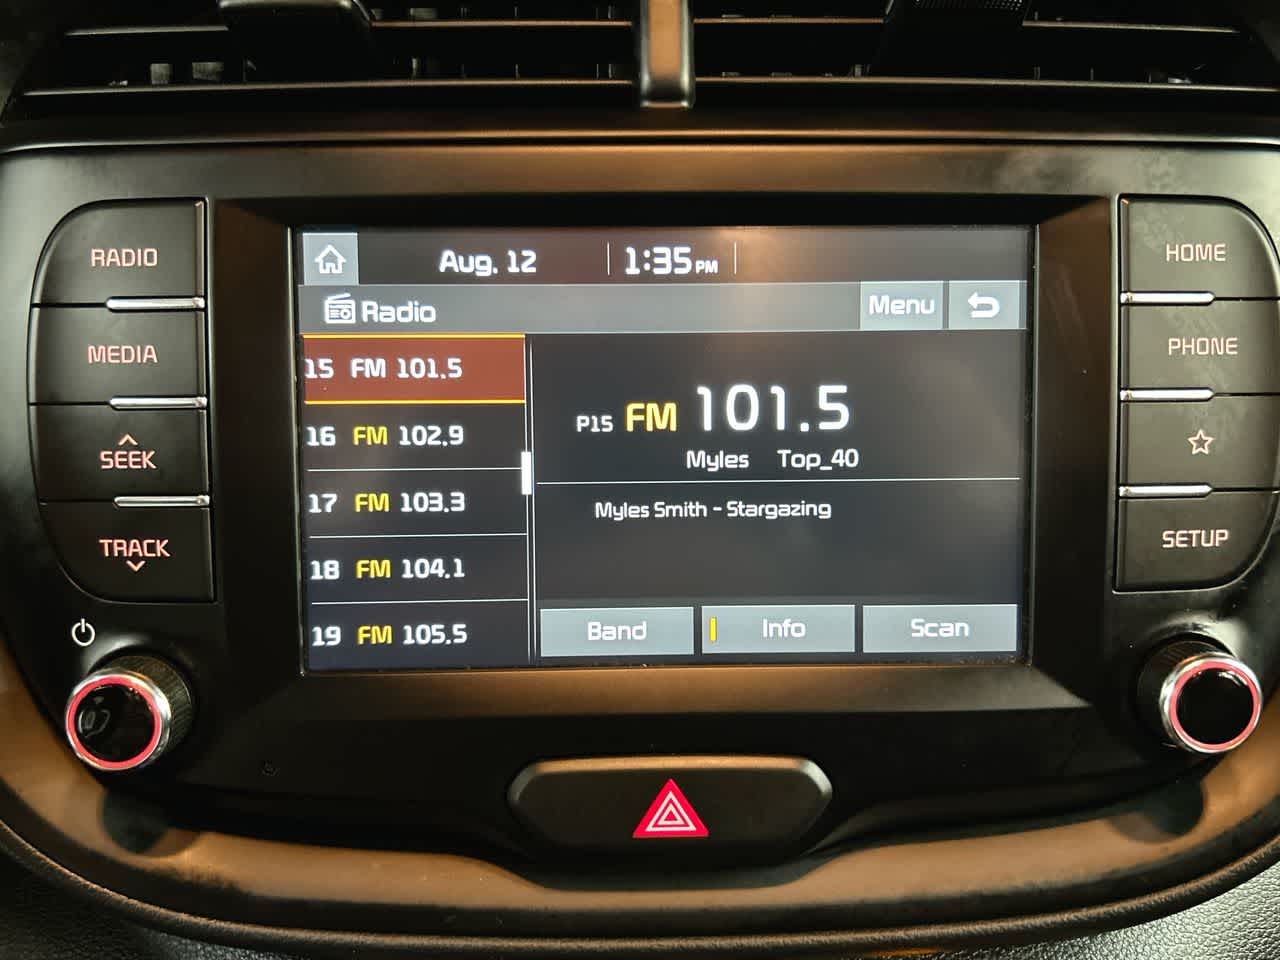 RADIO
MEDIA
SEEK
TRACK
Aug. 12 1:35 PM
Radio
Menu
15 FM 101.5
16 FM 102.9
17 FM 103.3
18 FM 104.1
19 FM 105.5
P15 FM 101.5
Myles Top_40
Myles Smith - Stargazing
Band
Info
Scan
HOME
PHONE
SETUP